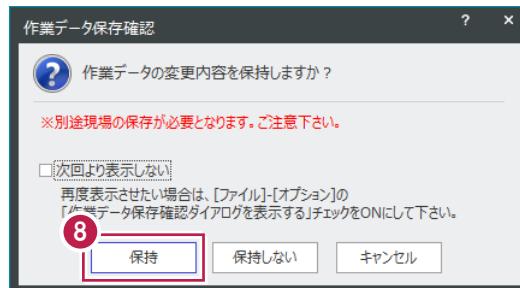 作業データ保存確認
? ×
? 作業データの変更内容を保持しますか？
※別途現場の保存が必要となります。ご注意下さい。
次回より表示しない
再度表示させたい場合は、[ファイル]-[オプション]の
「作業データ保存確認ダイアログを表示する」チェックをONにして下さい。
8
保持 保持しない キャンセル